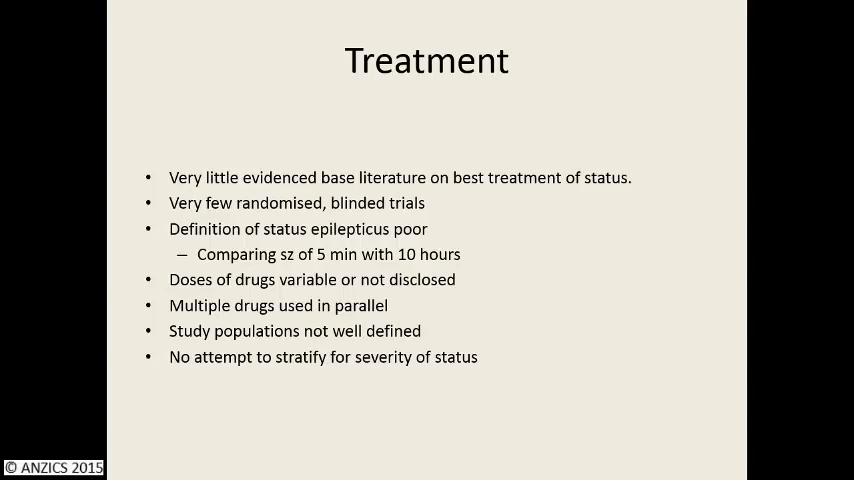 Treatment
• Very little evidenced base literature on best treatment of status.
• Very few randomised, blinded trials
• Definition of status epilepticus poor
– Comparing sz of 5 min with 10 hours
• Doses of drugs variable or not disclosed
• Multiple drugs used in parallel
• Study populations not well defined
• No attempt to stratify for severity of status
© ANZICS 2015